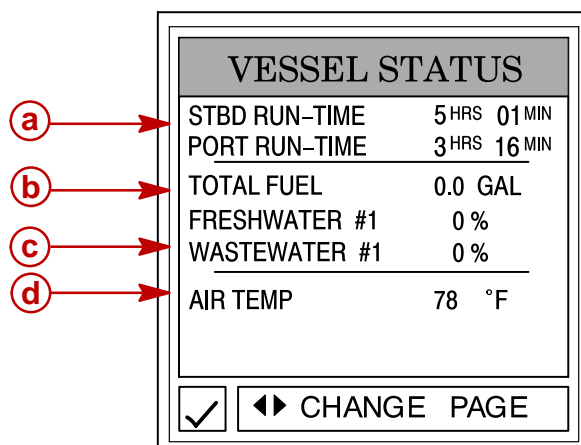 VESSEL STATUS
a STBD RUN–TIME 5 HRS 01 MIN
PORT RUN–TIME 3 HRS 16 MIN
b TOTAL FUEL 0.0 GAL
FRESHWATER #1 0 %
c WASTEWATER #1 0 %
d AIR TEMP 78 °F
CHANGE PAGE